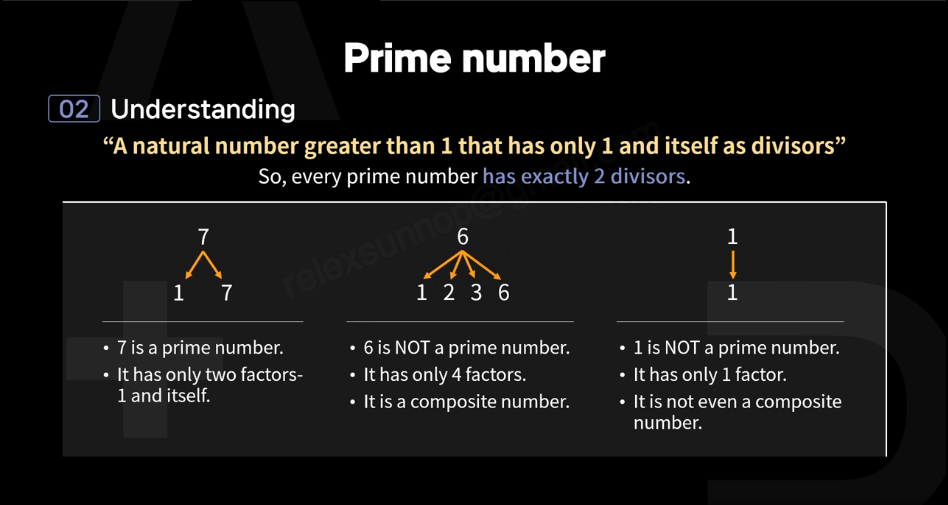 Prime number
02 Understanding
“A natural number greater than 1 that has only 1 and itself as divisors”
So, every prime number has exactly 2 divisors.
7
1 7
• 7 is a prime number.
• It has only two factors-
1 and itself.
6
1 2 3 6
• 6 is NOT a prime number.
• It has only 4 factors.
• It is a composite number.
1
1
• 1 is NOT a prime number.
• It has only 1 factor.
• It is not even a composite
number.